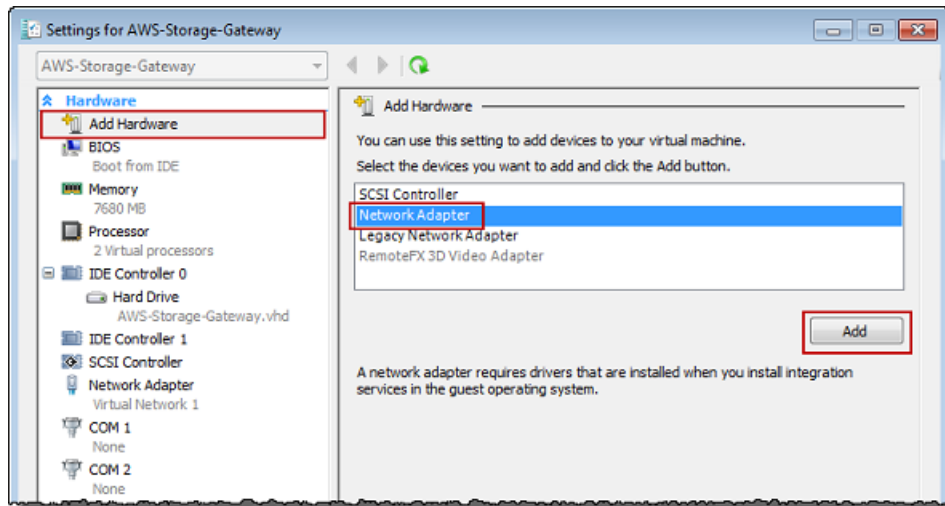 Settings for AWS-Storage-Gateway
AWS-Storage-Gateway
Hardware
Add Hardware
BIOS
Boot from IDE
Memory
7680 MB
Processor
2 Virtual processors
IDE Controller 0
Hard Drive
AWS-Storage-Gateway.vhd
IDE Controller 1
SCSI Controller
Network Adapter
Virtual Network 1
COM 1
None
COM 2
None
Add Hardware
You can use this setting to add devices to your virtual machine.
Select the devices you want to add and click the Add button.
SCSI Controller
Network Adapter
Legacy Network Adapter
RemoteFX 3D Video Adapter
Add
A network adapter requires drivers that are installed when you install integration
services in the guest operating system.